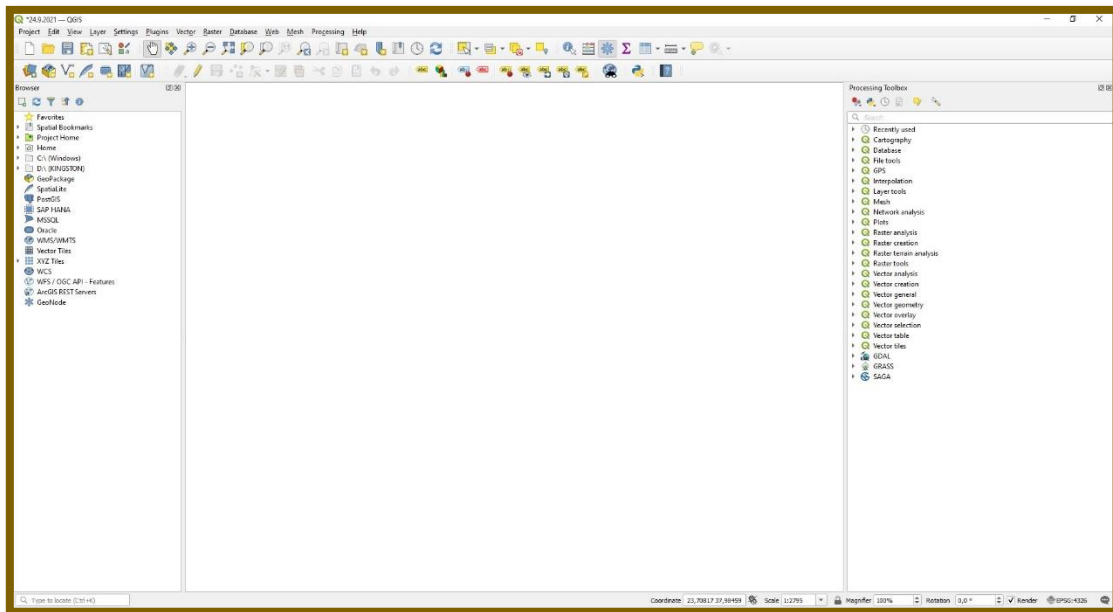 *24.9.2021 — QGIS
Project Edit View Layer Settings Plugins Vector Raster Database Web Mesh Processing Help
Browser
Favorites
Spatial Bookmarks
Project Home
Home
C:\ (Windows)
D:\ (KINGSTON)
GeoPackage
SpatiaLite
PostGIS
SAP HANA
MSSQL
Oracle
WMS/WMTS
Vector Tiles
XYZ Tiles
WCS
WFS / OGC API - Features
ArcGIS REST Servers
GeoNode
Processing Toolbox
Search...
Recently used
Cartography
Database
File tools
GPS
Interpolation
Layer tools
Mesh
Network analysis
Plots
Raster analysis
Raster creation
Raster terrain analysis
Raster tools
Vector analysis
Vector creation
Vector general
Vector geometry
Vector overlay
Vector selection
Vector table
Vector tiles
GDAL
GRASS
SAGA
Type to locate (Ctrl+K)
Coordinate 23,70817 37,98459 Scale 1:2795 Magnifier 100% Rotation 0,0 ° Render EPSG:4326